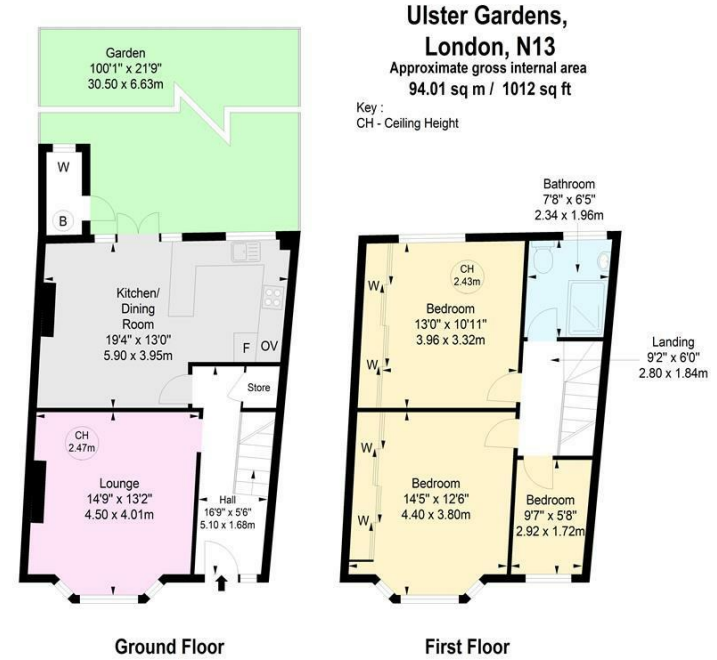 Ulster Gardens,
London, N13
Approximate gross internal area
94.01 sq m / 1012 sq ft
Key :
CH - Ceiling Height
Garden
100'1" x 21'9"
30.50 x 6.63m
W
B
Kitchen/
Dining
Room
19'4" x 13'0"
5.90 x 3.95m
F
OV
Store
CH
2.47m
Lounge
14'9" x 13'2"
4.50 x 4.01m
Hall
16'9" x 5'6"
5.10 x 1.68m
Ground Floor
Bathroom
7'8" x 6'5"
2.34 x 1.96m
CH
2.43m
W
Bedroom
13'0" x 10'11"
3.96 x 3.32m
W
Landing
9'2" x 6'0"
2.80 x 1.84m
W
Bedroom
14'5" x 12'6"
4.40 x 3.80m
W
Bedroom
9'7" x 5'8"
2.92 x 1.72m
First Floor